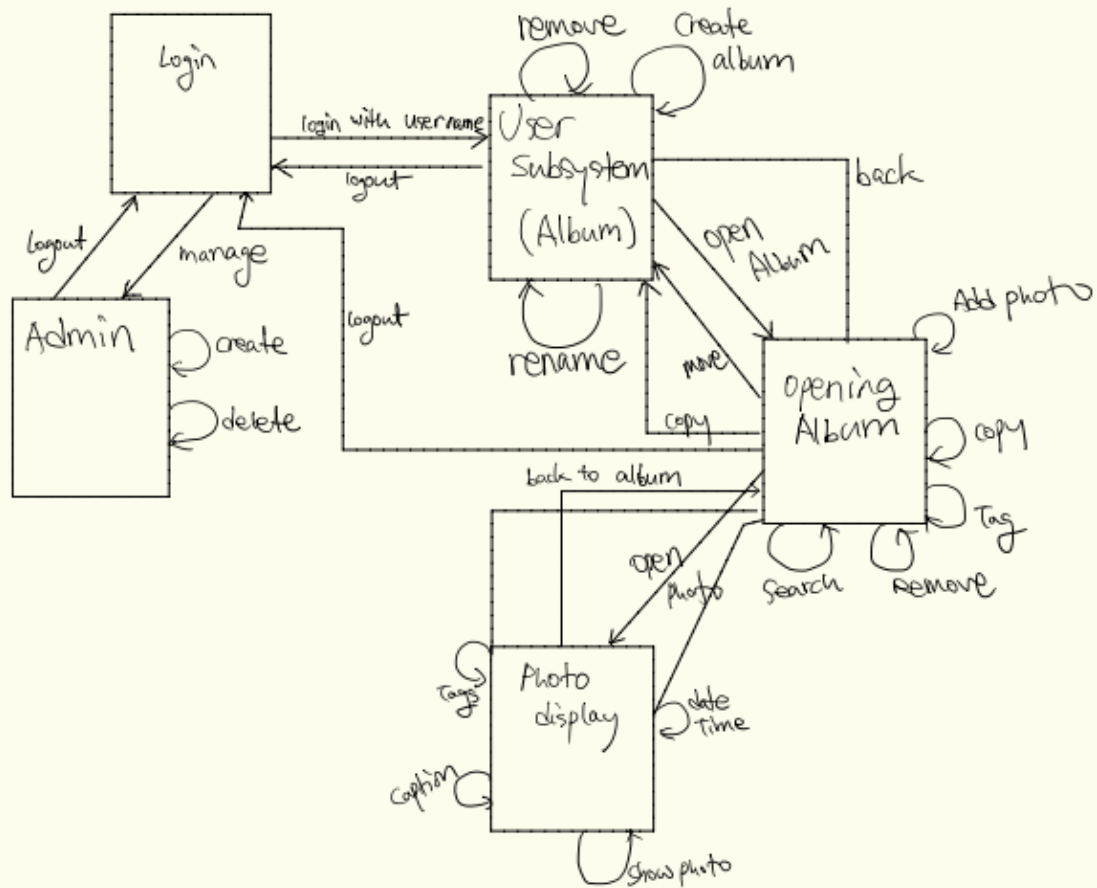 Login
remove
Create
album
login with username
logout
User
Subsystem
(Album)
back
open
Album
Logout
manage
Admin
create
delete
logout
rename
move
copy
Add photo
opening
Album
copy
Tag
back to album
open
photo
Search
Remove
Tags
Photo
display
date
Time
Caption
Show photo